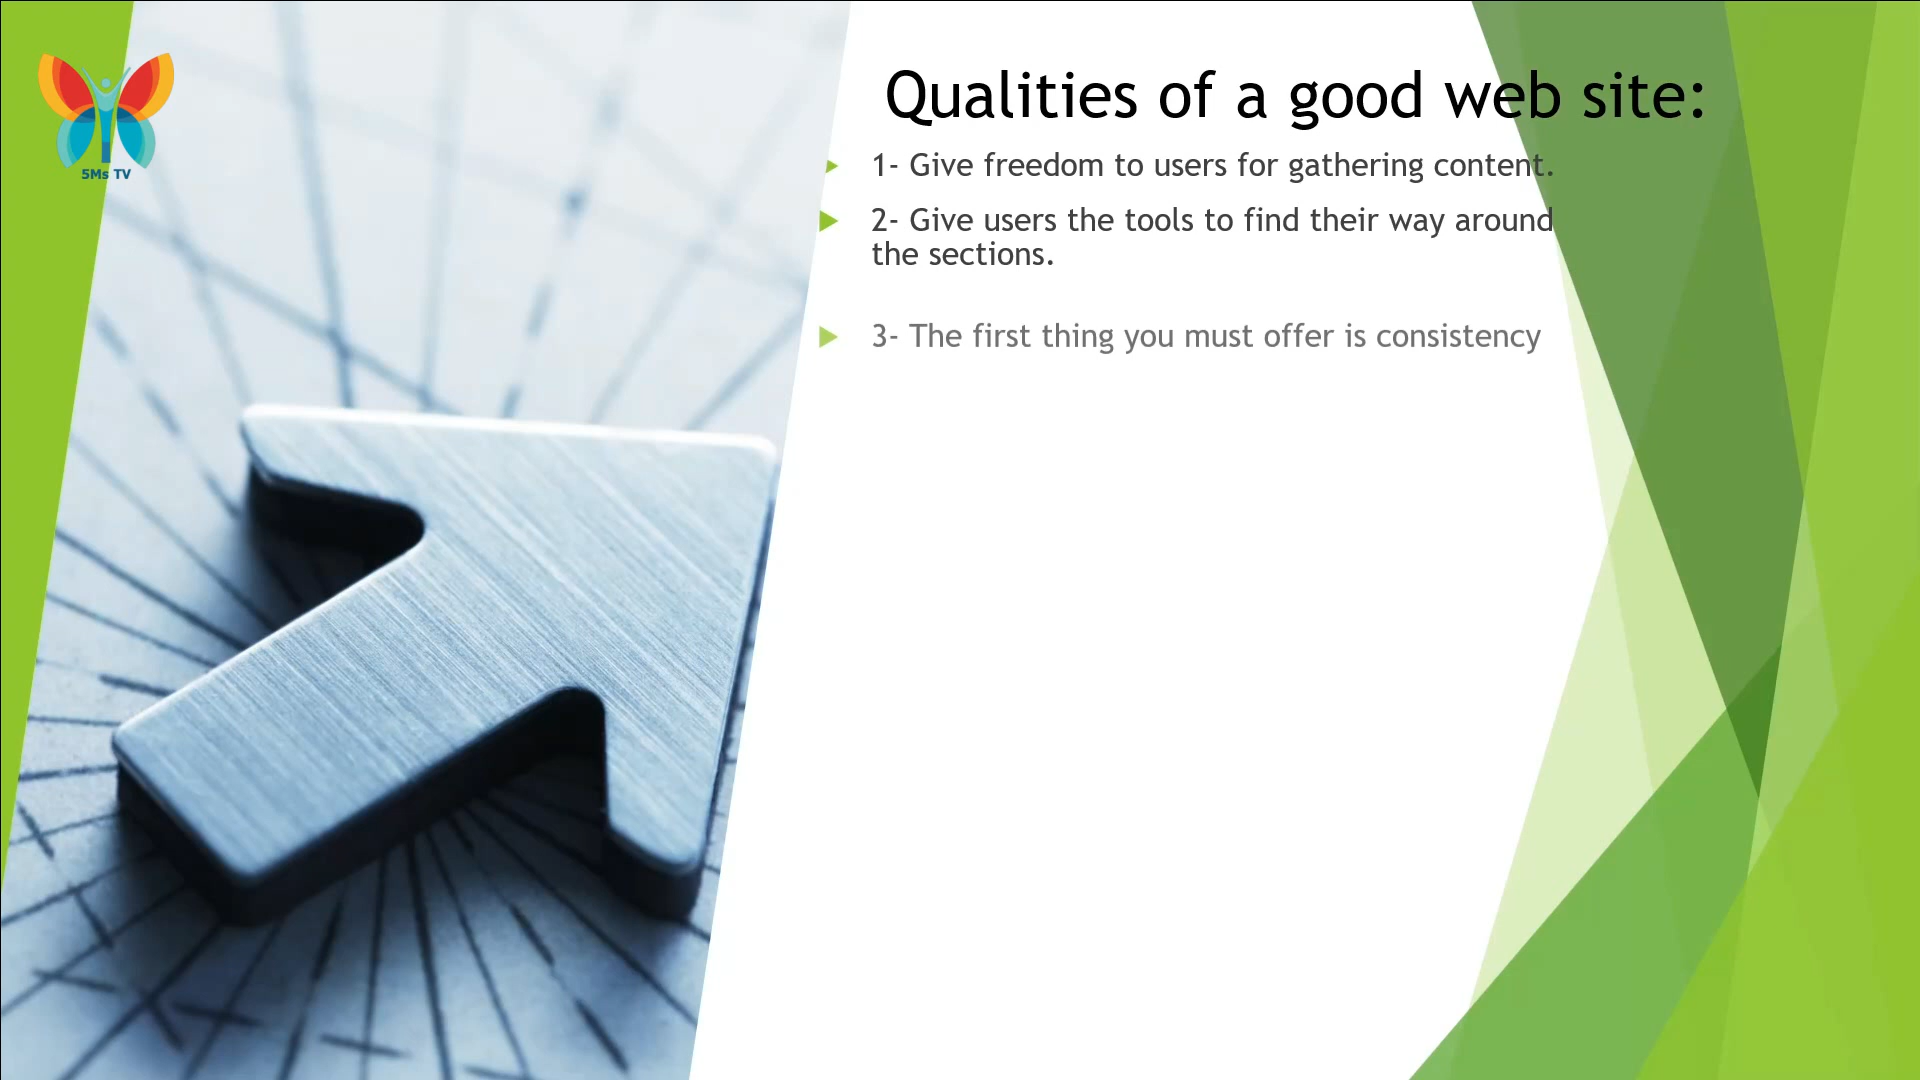 5Ms TV
Qualities of a good web site:
1- Give freedom to users for gathering content.
2- Give users the tools to find their way around
the sections.
3- The first thing you must offer is consistency